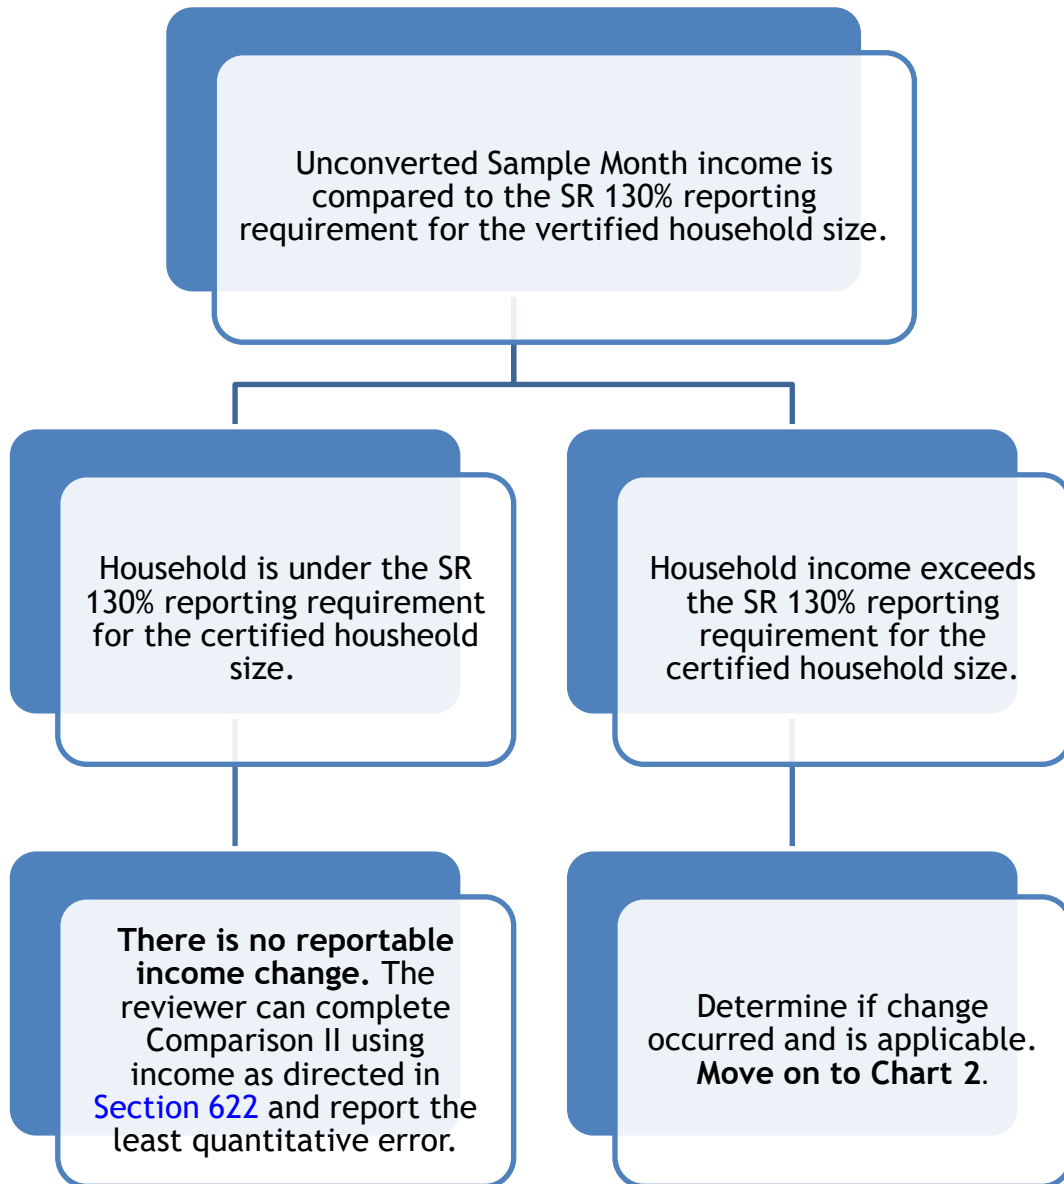 Unconverted Sample Month income is
compared to the SR 130% reporting
requirement for the vertified household size.
Household is under the SR
130% reporting requirement
for the certified housheold
size.
Household income exceeds
the SR 130% reporting
requirement for the
certified household size.
There is no reportable
income change. The
reviewer can complete
Comparison II using
income as directed in
Section 622 and report the
least quantitative error.
Determine if change
occurred and is applicable.
Move on to Chart 2.